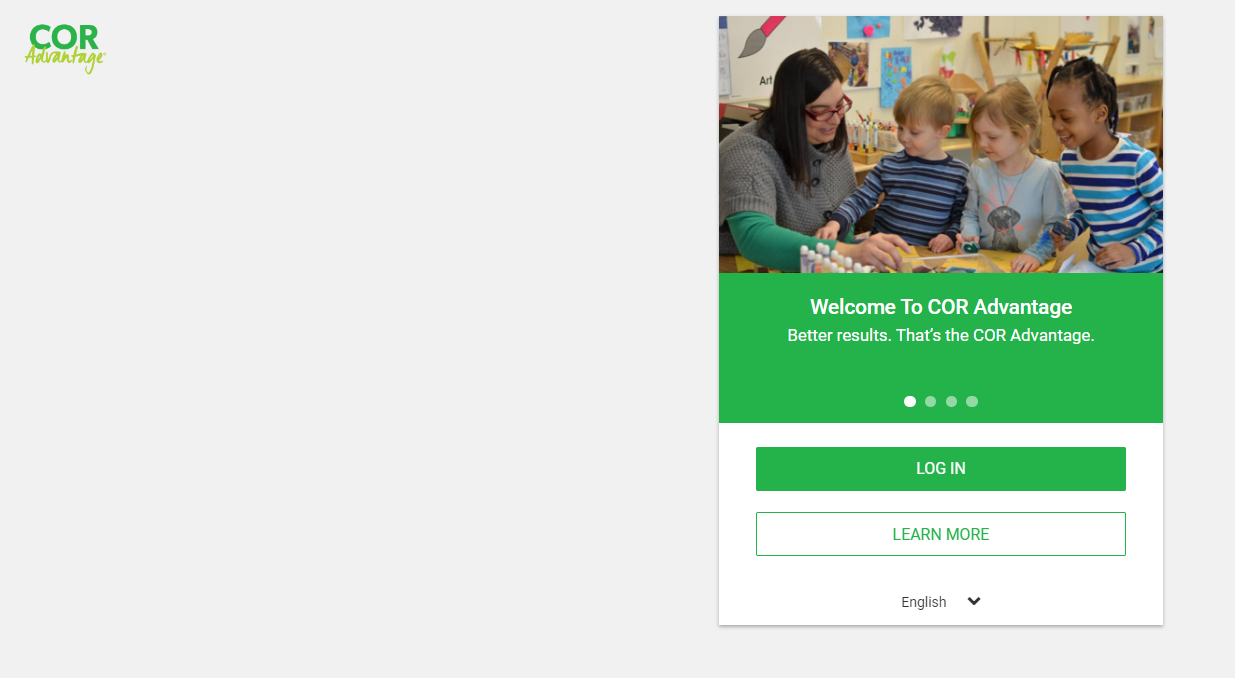 COR
Advantage
Art
Welcome To COR Advantage
Better results. That’s the COR Advantage.
LOG IN
LEARN MORE
English